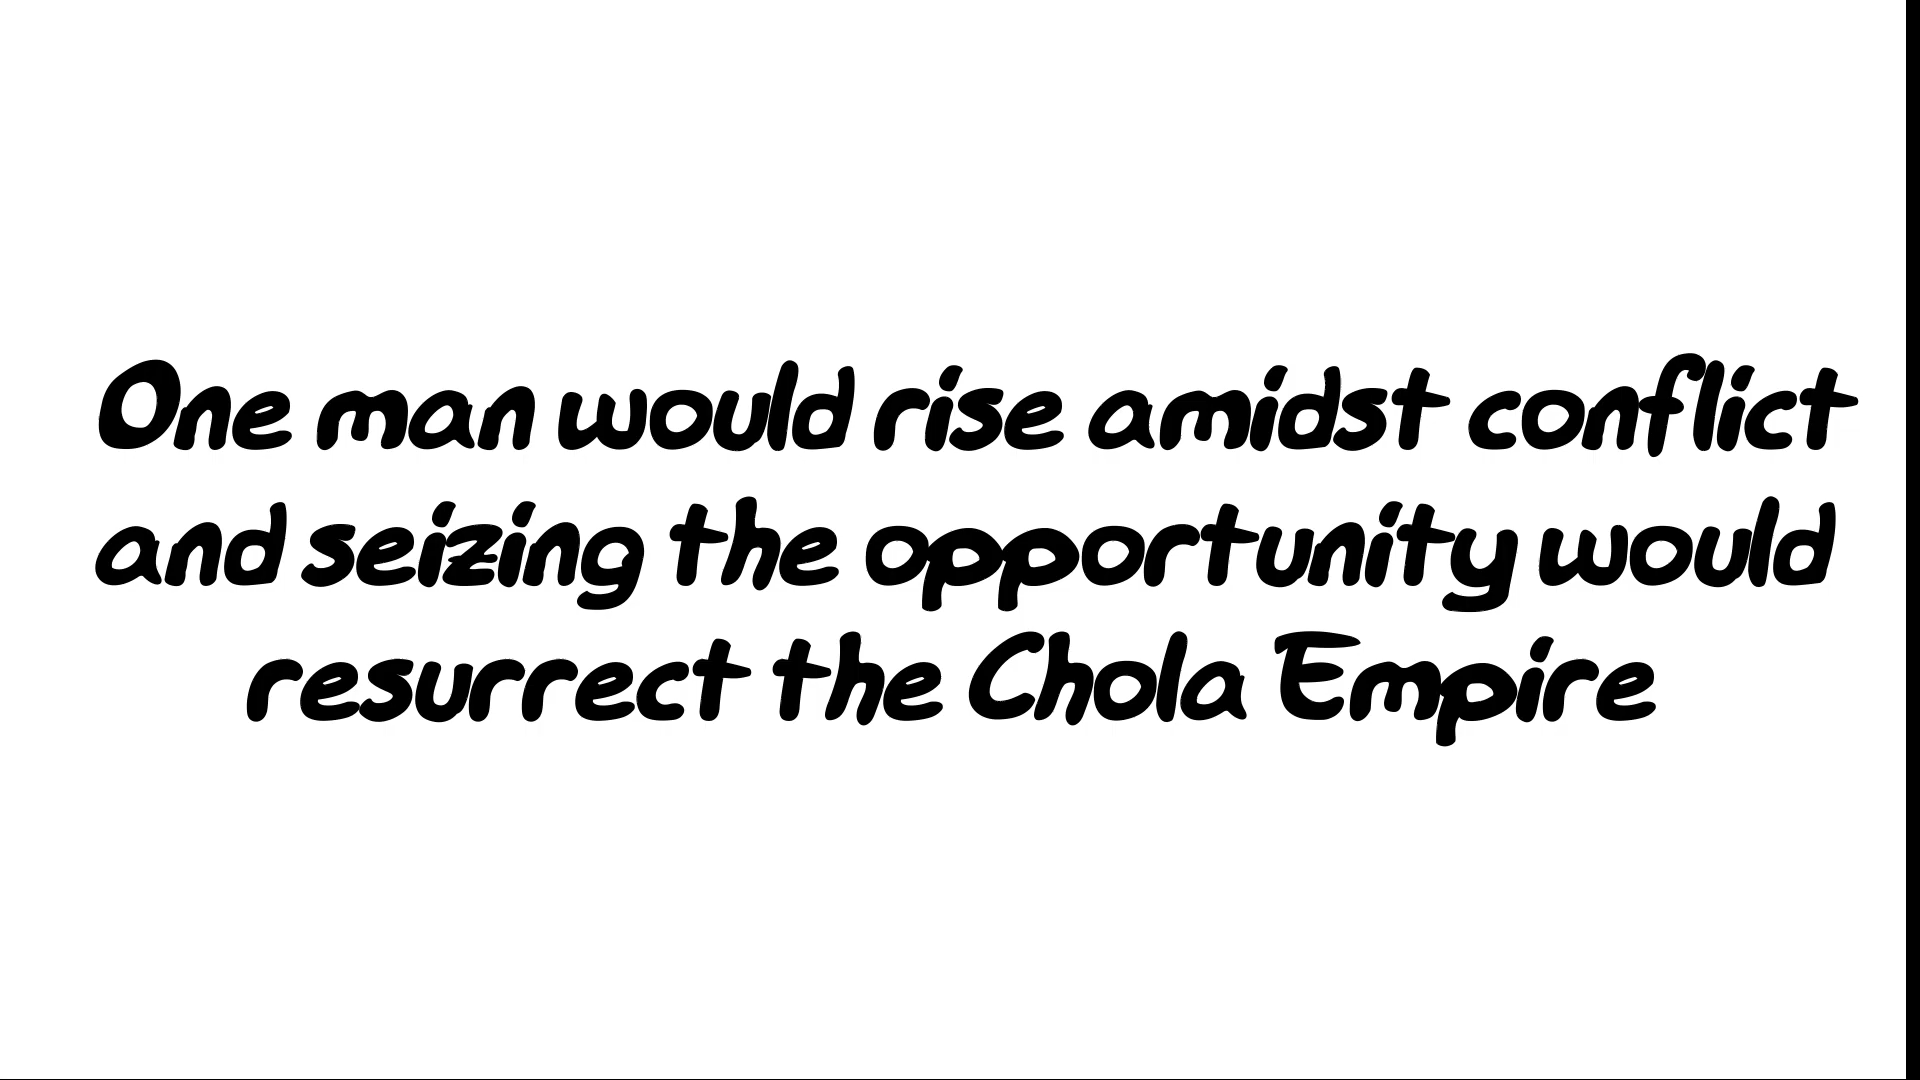 One man would rise amidst conflict
and seizing the opportunity would
resurrect the Chola Empire